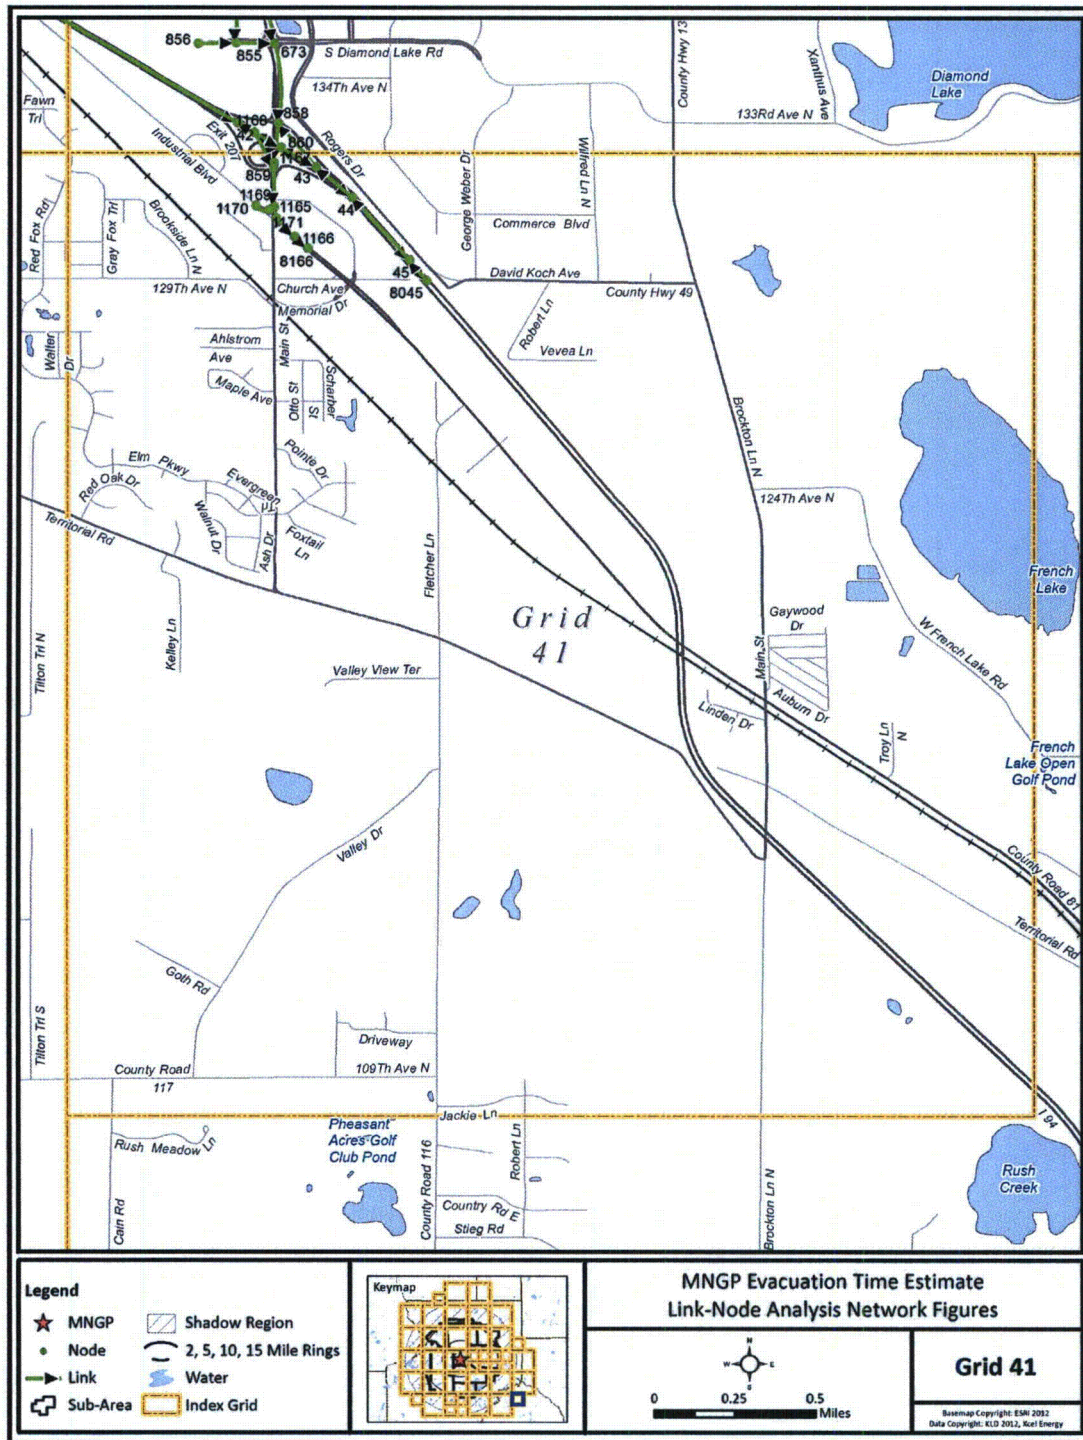 856
855
673
S Diamond Lake Rd
County Hwy 13
Xanthus Ave
Diamond
Lake
134Th Ave N
133Rd Ave N
Fawn
Trl
858
1168
860
Exit 207
Industrial Blvd
Rogers Dr
859
43
George Weber Dr
Wilfred Ln N
1169
1170
1165
1171
44
1166
8166
Commerce Blvd
Red Fox Rd
Gray Fox Trl
Brookside Ln N
45
8045
David Koch Ave
County Hwy 49
129Th Ave N
Church Ave
Memorial Dr
Robert Ln
Vevea Ln
Walter
Dr
Ahlstrom
Ave
Main St
Maple Ave
Otto St
Scharber
St
Brockton Ln N
Pointe Dr
124Th Ave N
Elm Pkwy
Red Oak Dr
Evergreen
Trl
Walnut Dr
Ash Dr
Foxtail
Ln
Territorial Rd
Fletcher Ln
French
Lake
Grid
41
Gaywood
Dr
Main St
W French Lake Rd
Kelley Ln
Tilton Trl N
Valley View Ter
Linden Dr
Auburn Dr
Troy Ln
N
French
Lake Open
Golf Pond
Valley Dr
County Road 81
Territorial Rd
Goth Rd
Tilton Trl S
Driveway
County Road
117
109Th Ave N
Jackie Ln
I 94
Pheasant
Acres Golf
Club Pond
Rush Meadow Ln
Robert Ln
County Road 116
Cain Rd
Country Rd E
Stieg Rd
Brockton Ln N
Rush
Creek
Legend
MNGP
Node
Link
Sub-Area
Shadow Region
2, 5, 10, 15 Mile Rings
Water
Index Grid
Keymap
MNGP Evacuation Time Estimate
Link-Node Analysis Network Figures
N
W
E
S
0 0.25 0.5
Miles
Grid 41
Basemap Copyright: ESRI 2012
Data Copyright: KLD 2012, Xcel Energy